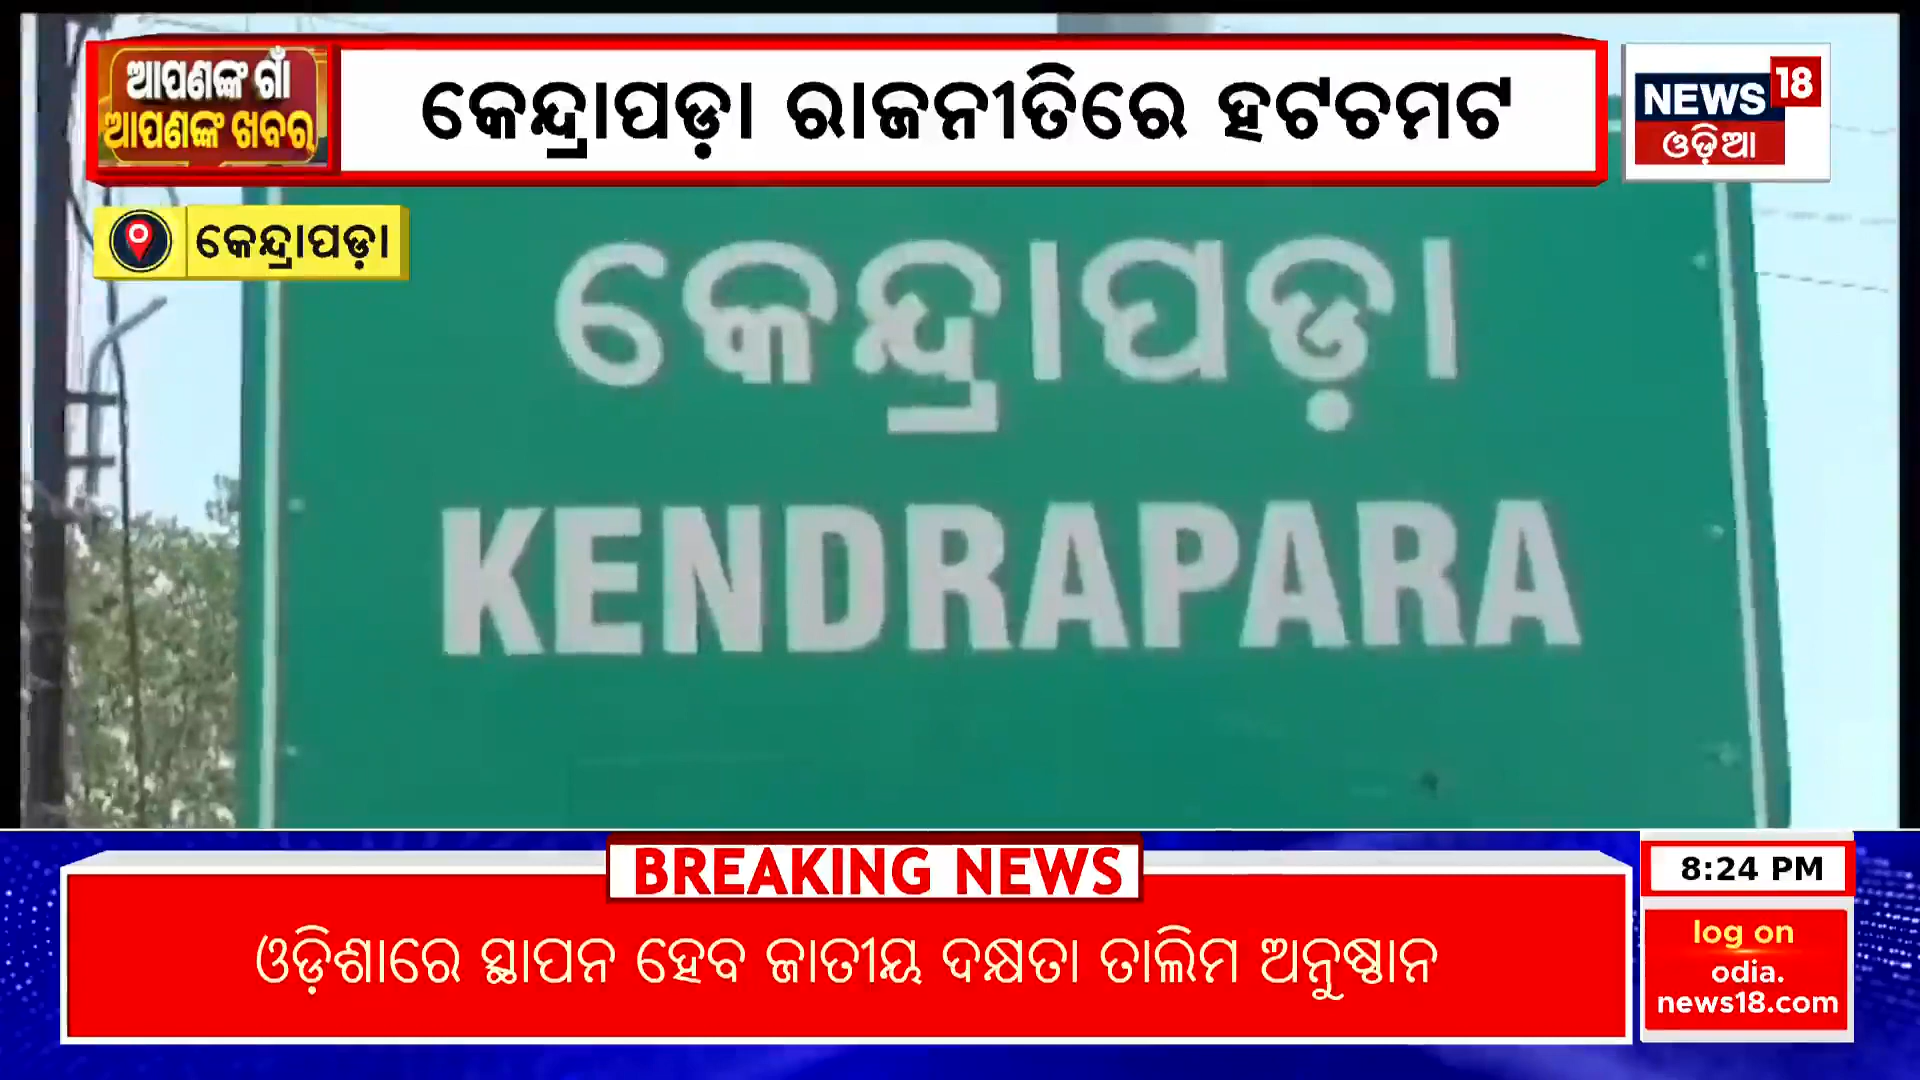 ଆପଣଙ୍କ ଗାଁ
ଆପଣଙ୍କ ଖବର
କେନ୍ଦ୍ରାପଡ଼ା ରାଜନୀତିରେ ହଟଚମଟ
NEWS 18
ଓଡ଼ିଆ
କେନ୍ଦ୍ରାପଡ଼ା
କେନ୍ଦ୍ରାପଡ଼ା
KENDRAPARA
BREAKING NEWS
ଓଡ଼ିଶାରେ ସ୍ଥାପନ ହେବ ଜାତୀୟ ଦକ୍ଷତା ତାଲିମ ଅନୁଷ୍ଠାନ
8:24 PM
log on
odia.
news18.com